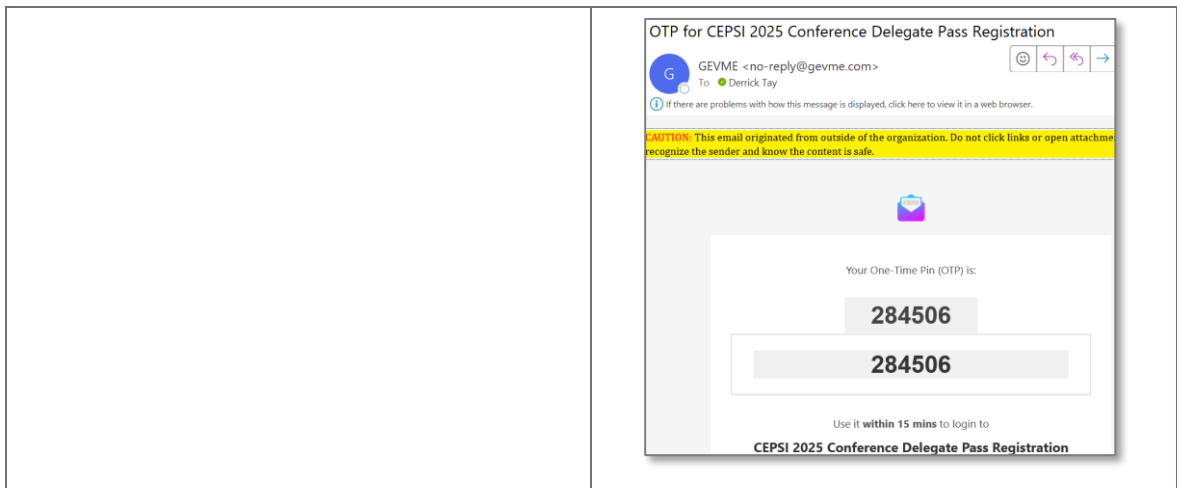 OTP for CEPSI 2025 Conference Delegate Pass Registration
G
GEVME <no-reply@gevme.com>
To Derrick Tay
If there are problems with how this message is displayed, click here to view it in a web browser.
CAUTION: This email originated from outside of the organization. Do not click links or open attachme
recognize the sender and know the content is safe.
Your One-Time Pin (OTP) is:
284506
284506
Use it within 15 mins to login to
CEPSI 2025 Conference Delegate Pass Registration